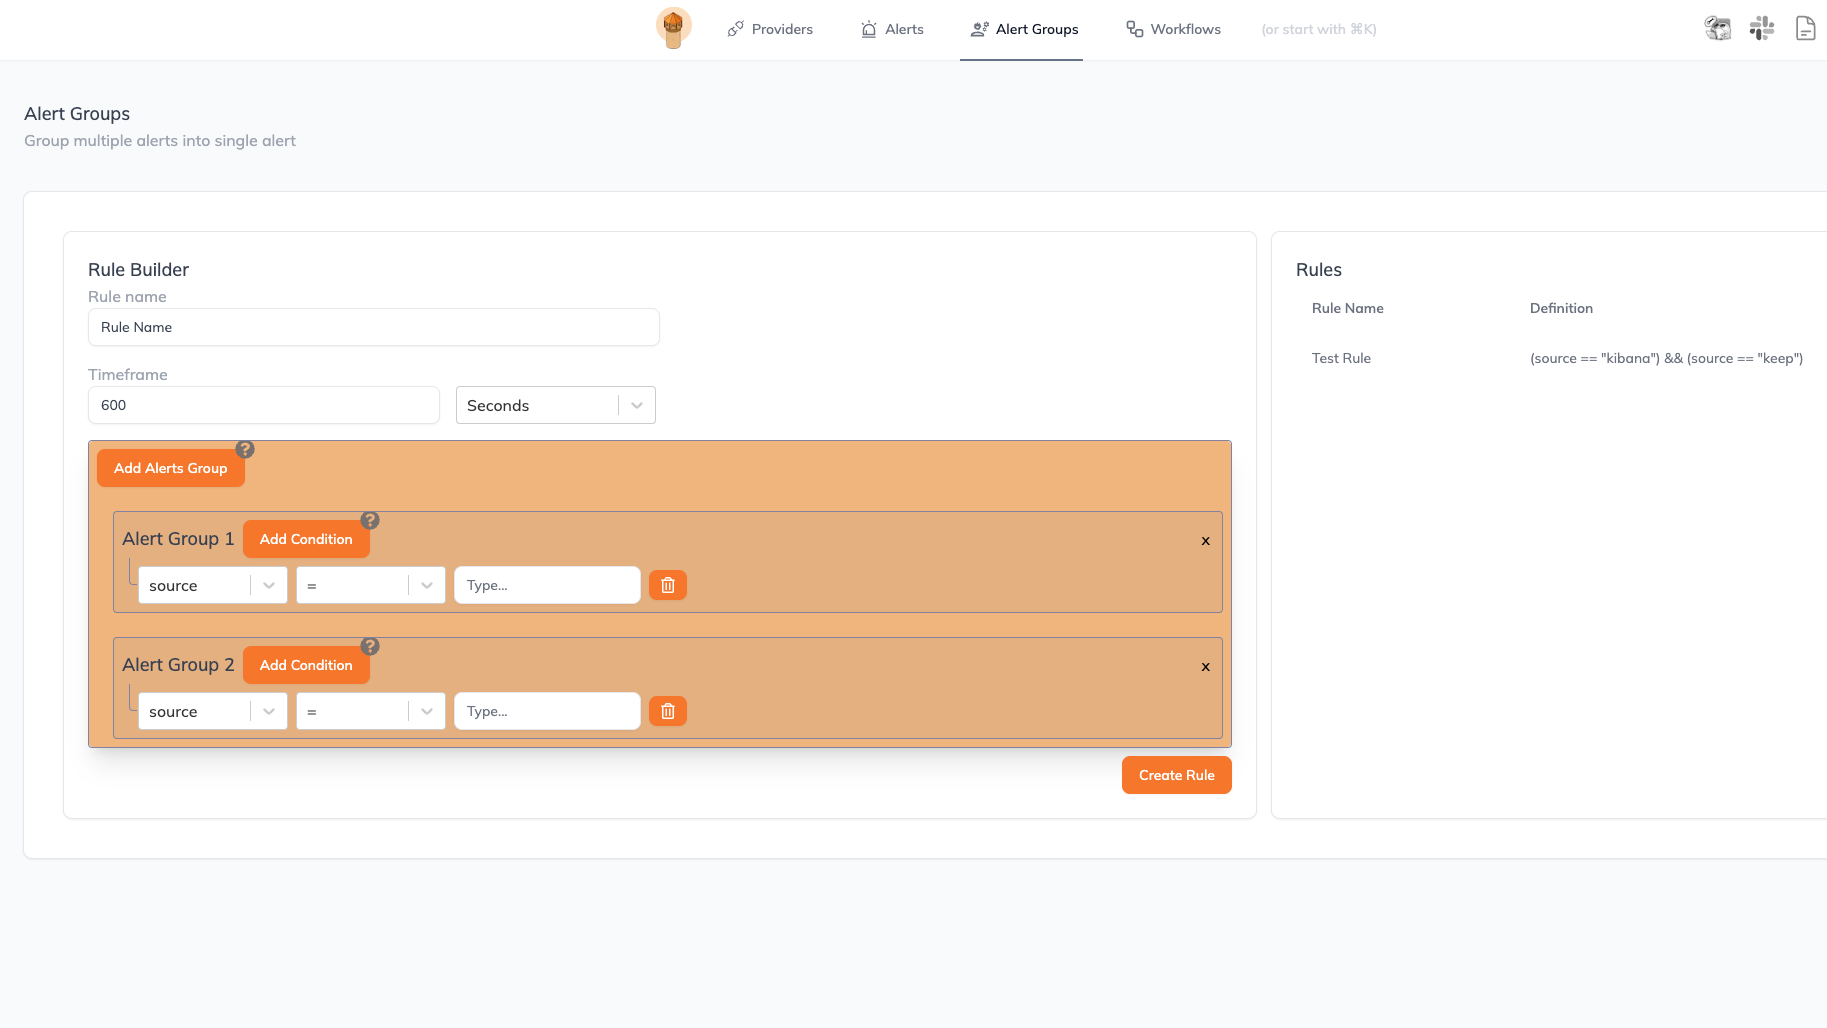 Providers
Alerts
Alert Groups
Workflows
(or start with ⌘K)
Alert Groups
Group multiple alerts into single alert
Rule Builder
Rule name
Rule Name
Timeframe
600
Seconds
Add Alerts Group
?
Alert Group 1
Add Condition
?
x
source
=
Type...
Alert Group 2
Add Condition
?
x
source
=
Type...
Create Rule
Rules
Rule Name
Definition
Test Rule
(source == "kibana") && (source == "keep")